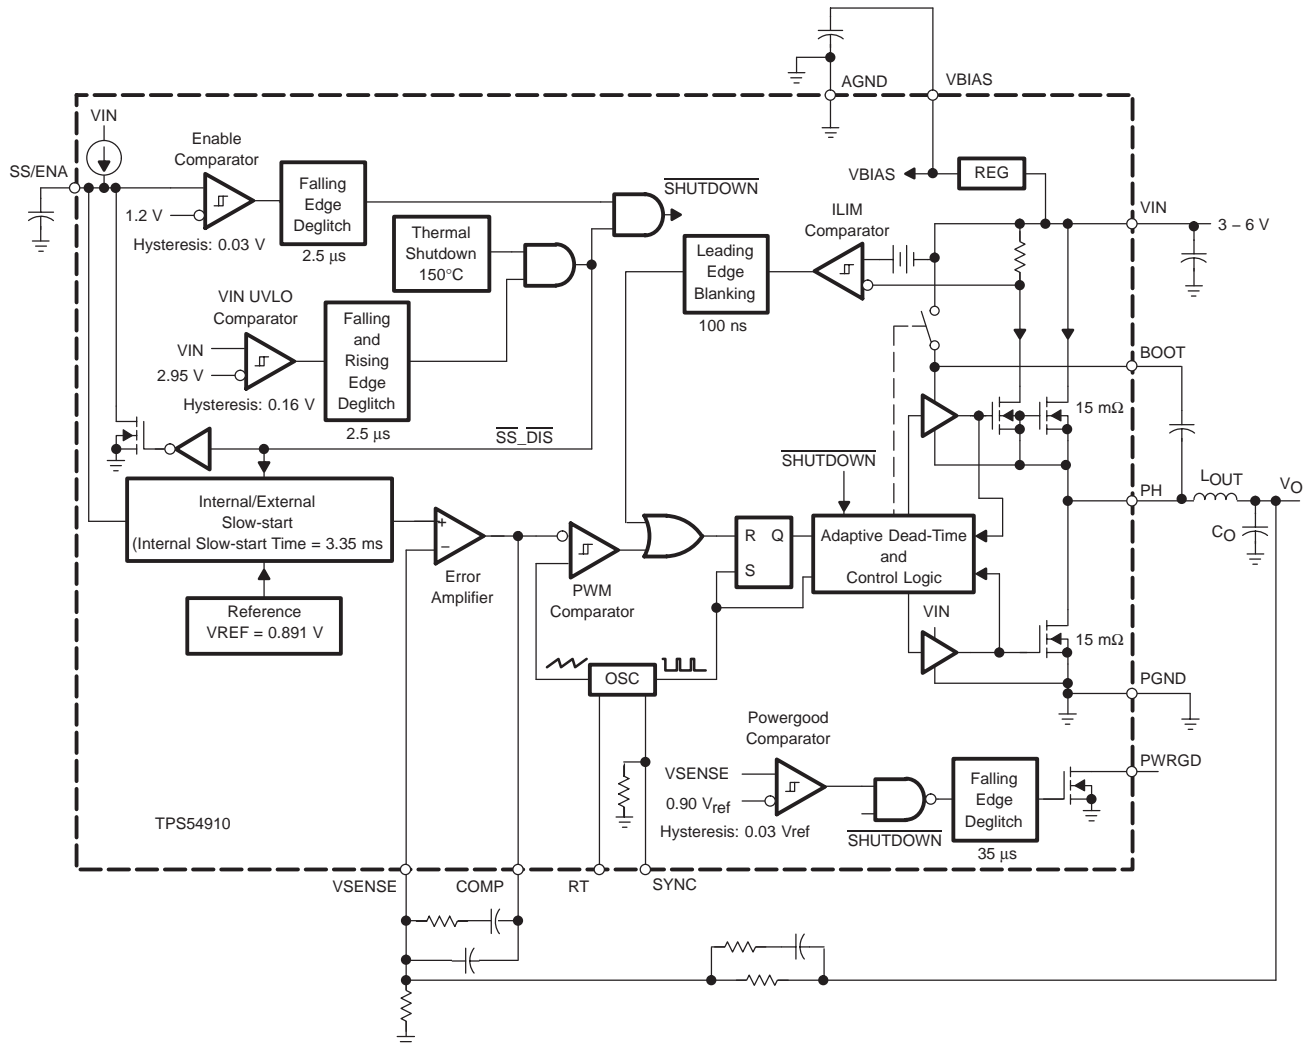 AGND
VBIAS
VIN
SS/ENA
Enable
Comparator
1.2 V
Hysteresis: 0.03 V
Falling
Edge
Deglitch
2.5 μs
Thermal
Shutdown
150°C
SHUTDOWN
VBIAS
REG
ILIM
Comparator
VIN
3 – 6 V
Leading
Edge
Blanking
100 ns
VIN UVLO
Comparator
VIN
2.95 V
Hysteresis: 0.16 V
Falling
and
Rising
Edge
Deglitch
2.5 μs
SS_DIS
BOOT
15 mΩ
SHUTDOWN
PH
LOUT
VO
CO
Internal/External
Slow-start
(Internal Slow-start Time = 3.35 ms
Reference
VREF = 0.891 V
+
−
Error
Amplifier
PWM
Comparator
R Q
S
Adaptive Dead-Time
and
Control Logic
VIN
15 mΩ
OSC
PGND
Powergood
Comparator
VSENSE
0.90 Vref
Hysteresis: 0.03 Vref
SHUTDOWN
Falling
Edge
Deglitch
35 μs
PWRGD
TPS54910
VSENSE
COMP
RT
SYNC